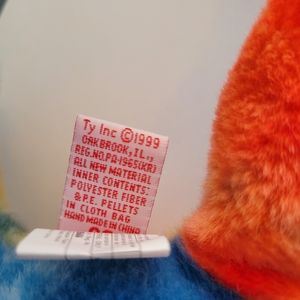 Ty Inc ©1999
OAKBROOK, IL.,
REG. NO. PA-1965(KR)
ALL NEW MATERIAL
INNER CONTENTS:
POLYESTER FIBER
& P.E. PELLETS
IN CLOTH BAG
HAND MADE IN CHINA